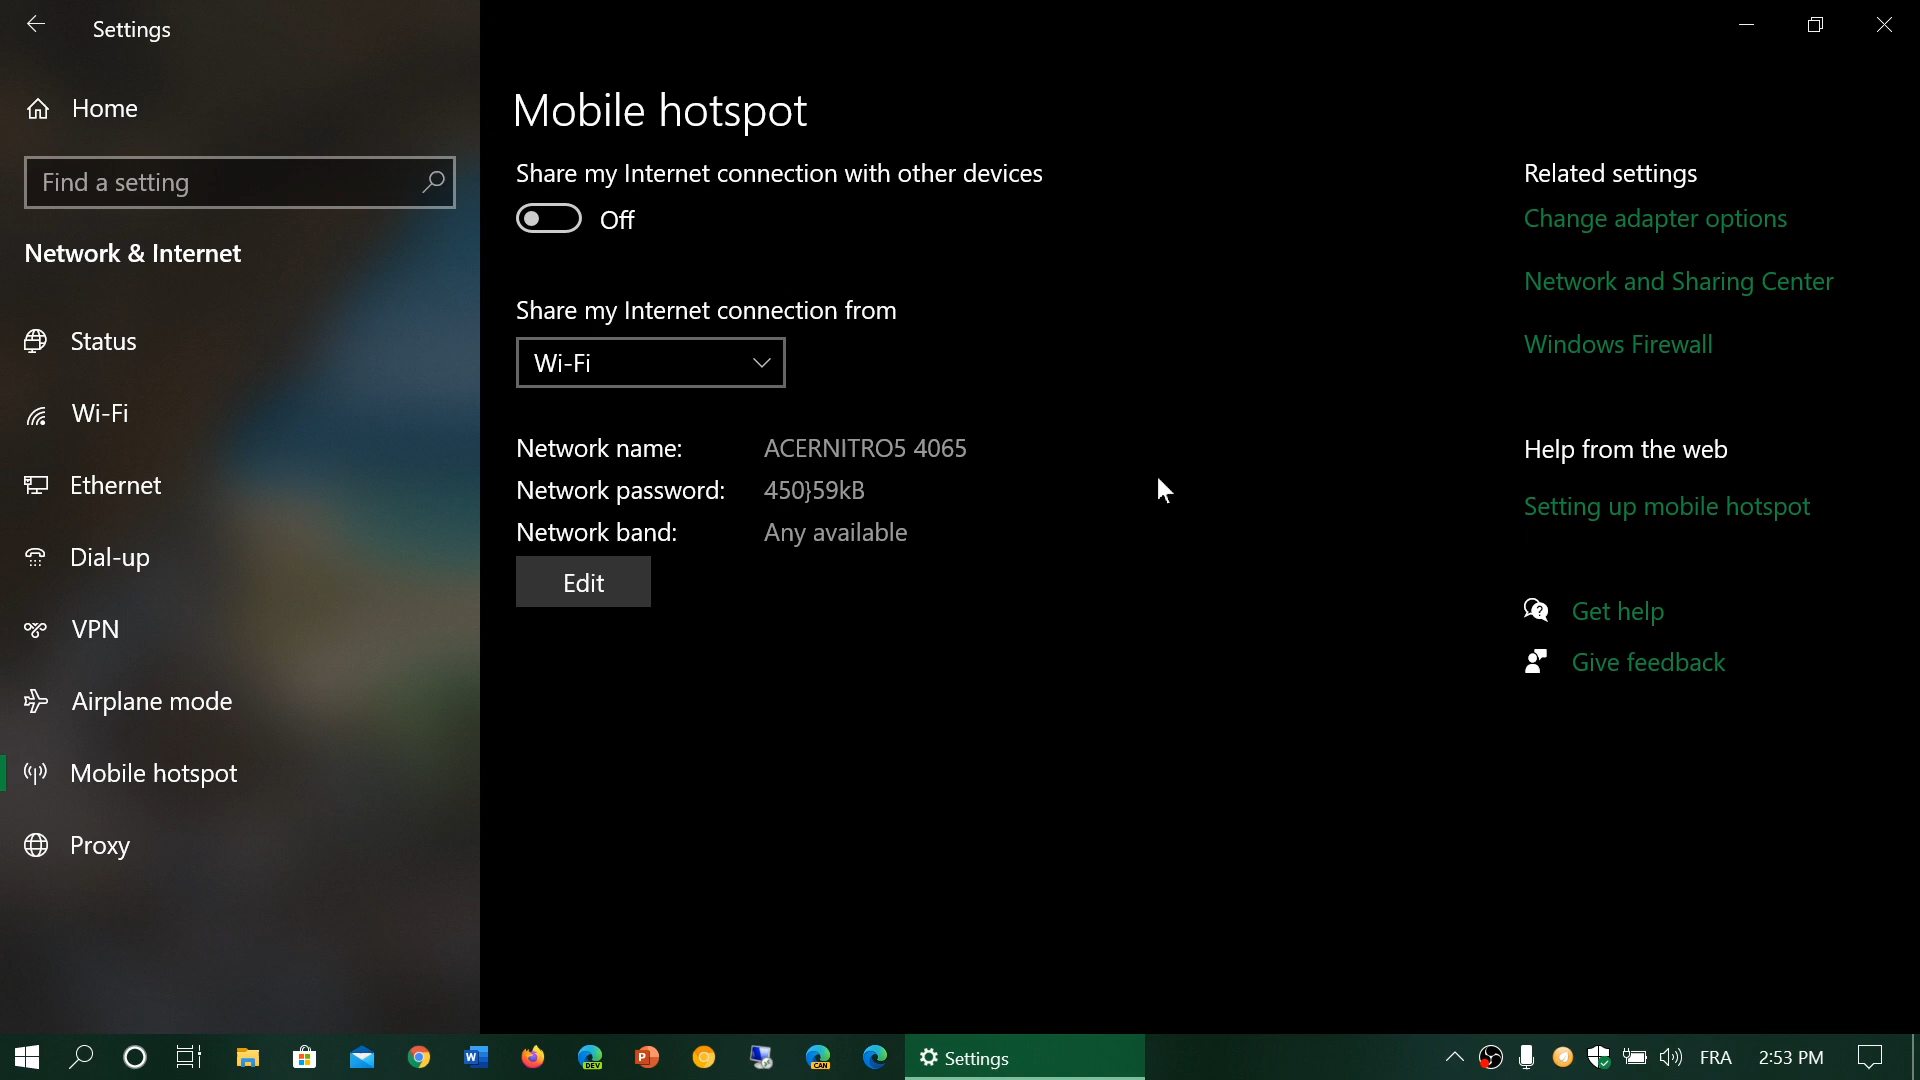 Settings
Home
Find a setting
Network & Internet
Status
Wi-Fi
Ethernet
Dial-up
VPN
Airplane mode
Mobile hotspot
Proxy
Mobile hotspot
Share my Internet connection with other devices
Off
Share my Internet connection from
Wi-Fi
Network name: ACERNITRO5 4065
Network password: 450}59kB
Network band: Any available
Edit
Related settings
Change adapter options
Network and Sharing Center
Windows Firewall
Help from the web
Setting up mobile hotspot
Get help
Give feedback
W
DEV
P
CAN
Settings
FRA
2:53 PM